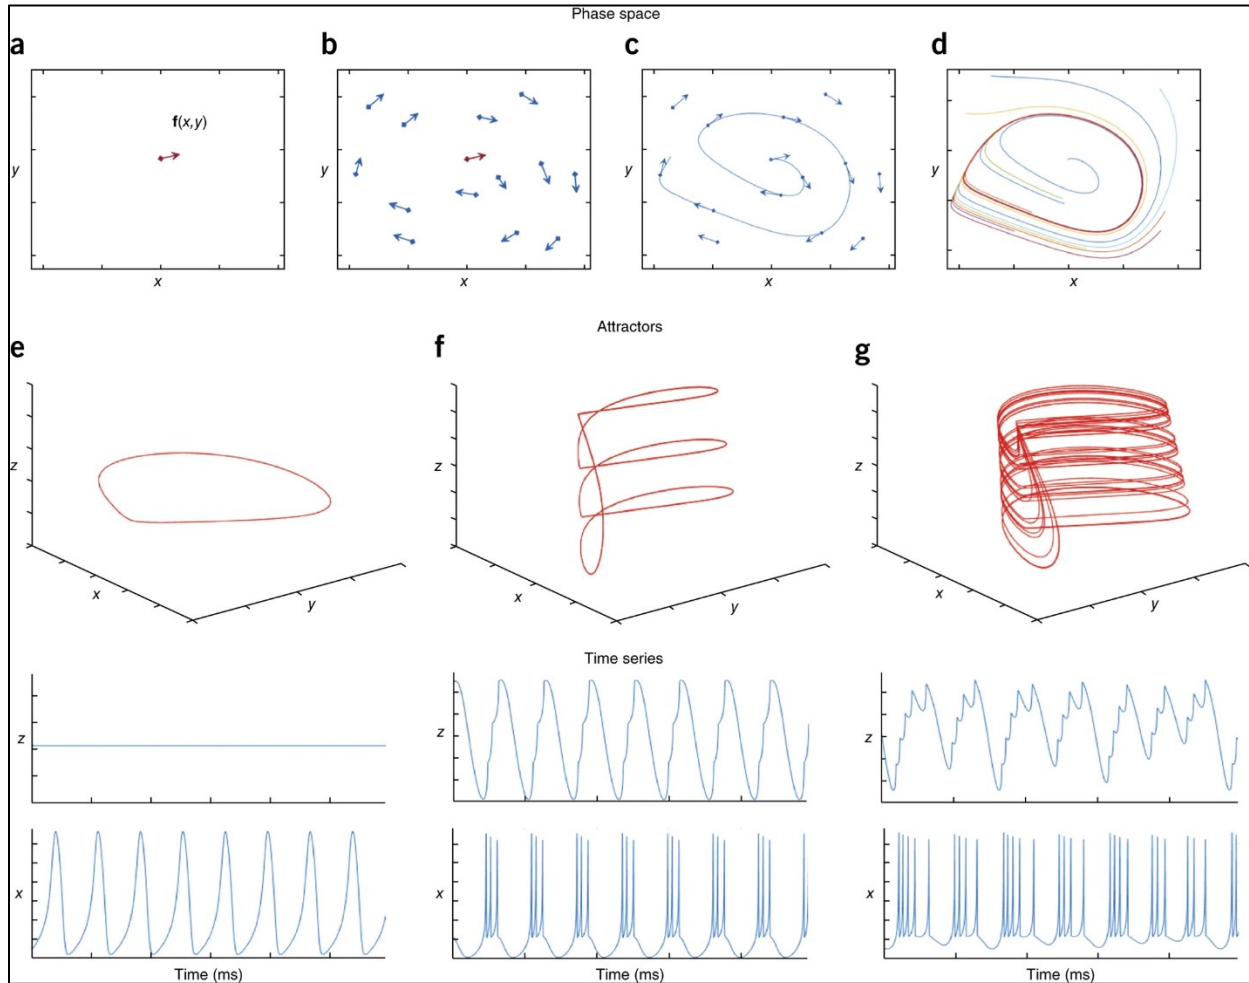 Phase space
a
b
c
d
f(x,y)
y
y
y
x
x
x
Attractors
e
f
g
z
z
z
x
y
x
y
x
y
Time series
z
z
z
x
x
x
Time (ms)
Time (ms)
Time (ms)